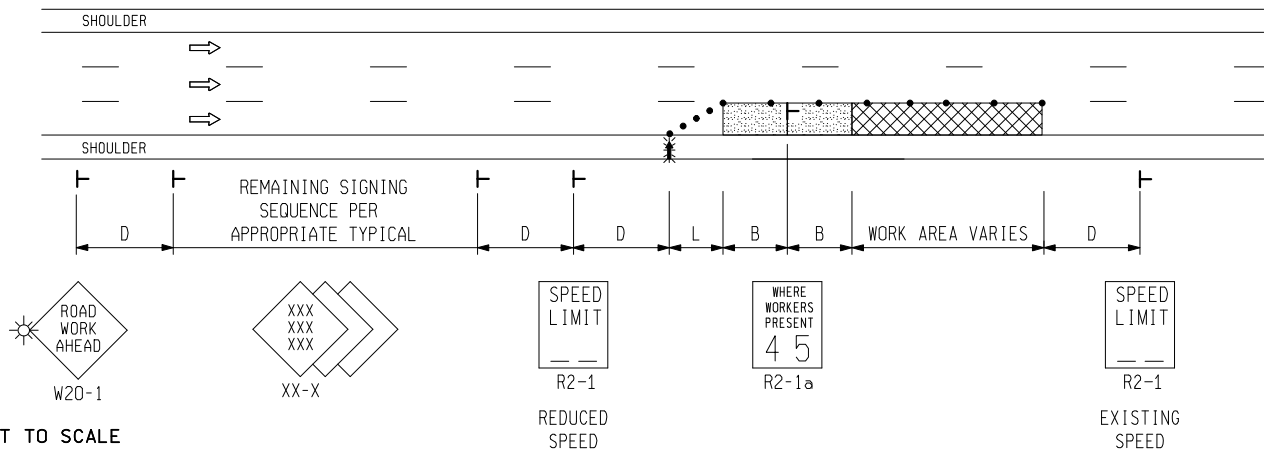 SHOULDER
SHOULDER
REMAINING SIGNING
SEQUENCE PER
APPROPRIATE TYPICAL
D
D
D
L
B
B
WORK AREA VARIES
D
ROAD
WORK
AHEAD
W20-1
XXX
XXX
XXX
XX-X
SPEED
LIMIT
_ _
R2-1
REDUCED
SPEED
WHERE
WORKERS
PRESENT
45
R2-1a
SPEED
LIMIT
_ _
R2-1
EXISTING
SPEED
T TO SCALE